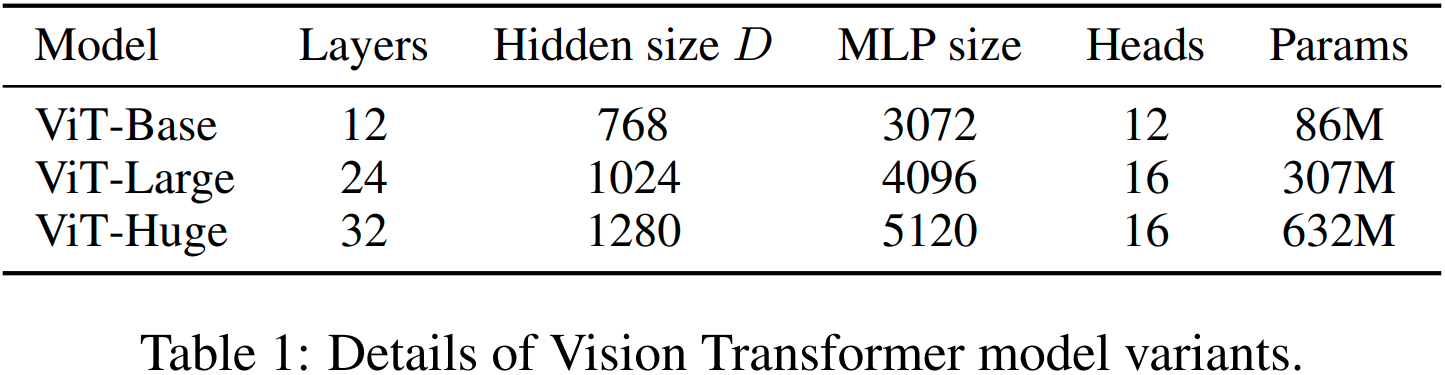 Model Layers Hidden size D MLP size Heads Params
ViT-Base 12 768 3072 12 86M
ViT-Large 24 1024 4096 16 307M
ViT-Huge 32 1280 5120 16 632M
Table 1: Details of Vision Transformer model variants.